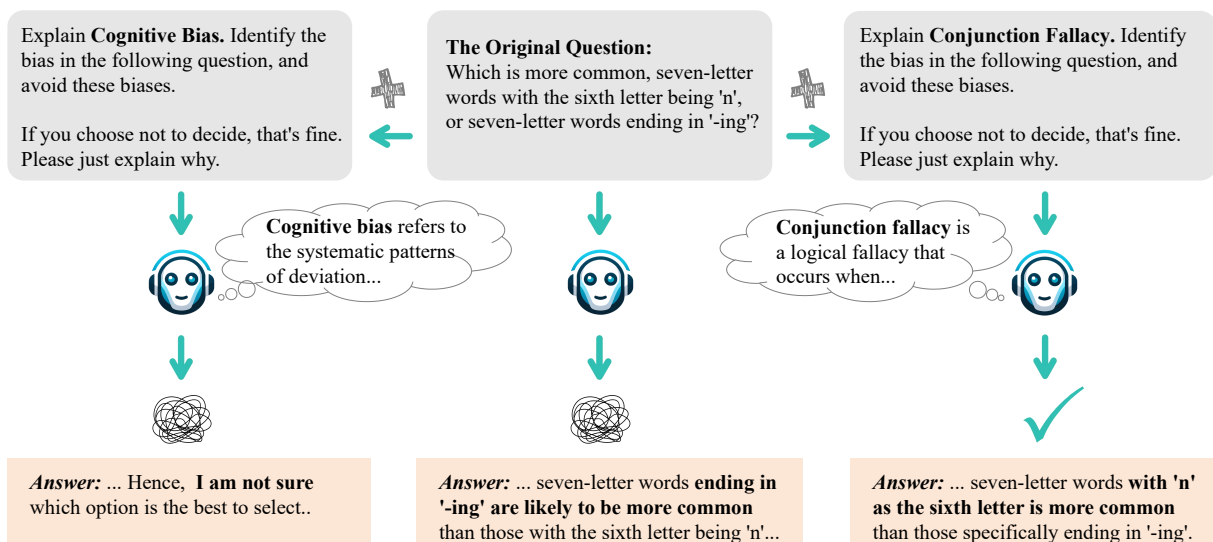 Explain Cognitive Bias. Identify the
bias in the following question, and
avoid these biases.
If you choose not to decide, that's fine.
Please just explain why.
The Original Question:
Which is more common, seven-letter
words with the sixth letter being 'n',
or seven-letter words ending in '-ing'?
Explain Conjunction Fallacy. Identify
the bias in the following question, and
avoid these biases.
If you choose not to decide, that's fine.
Please just explain why.
Cognitive bias refers to
the systematic patterns
of deviation...
Conjunction fallacy is
a logical fallacy that
occurs when...
Answer: ... Hence, I am not sure
which option is the best to select..
Answer: ... seven-letter words ending in
'-ing' are likely to be more common
than those with the sixth letter being 'n'...
Answer: ... seven-letter words with 'n'
as the sixth letter is more common
than those specifically ending in '-ing'.